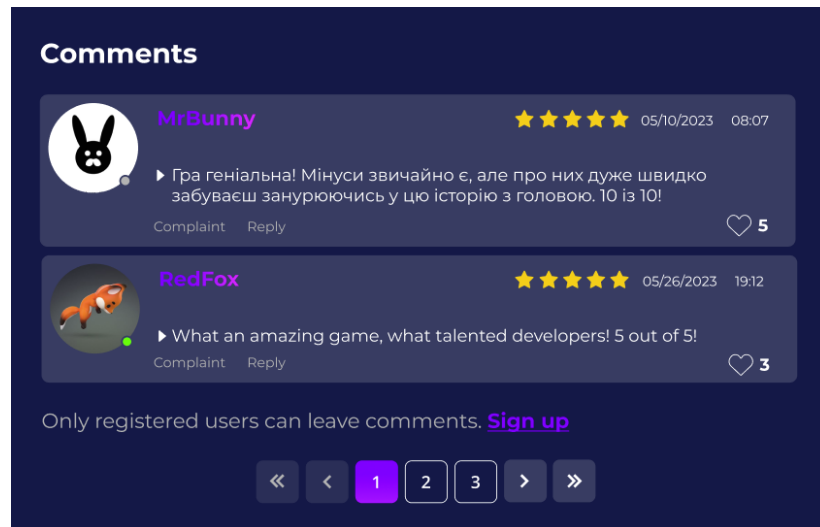 Comments
MrBunny 05/10/2023 08:07
Гра геніальна! Мінуси звичайно є, але про них дуже швидко
забуваєш занурюючись у цю історію з головою. 10 із 10!
Complaint Reply 5
RedFox 05/26/2023 19:12
What an amazing game, what talented developers! 5 out of 5!
Complaint Reply 3
Only registered users can leave comments. Sign up
« ‹ 1 2 3 › »